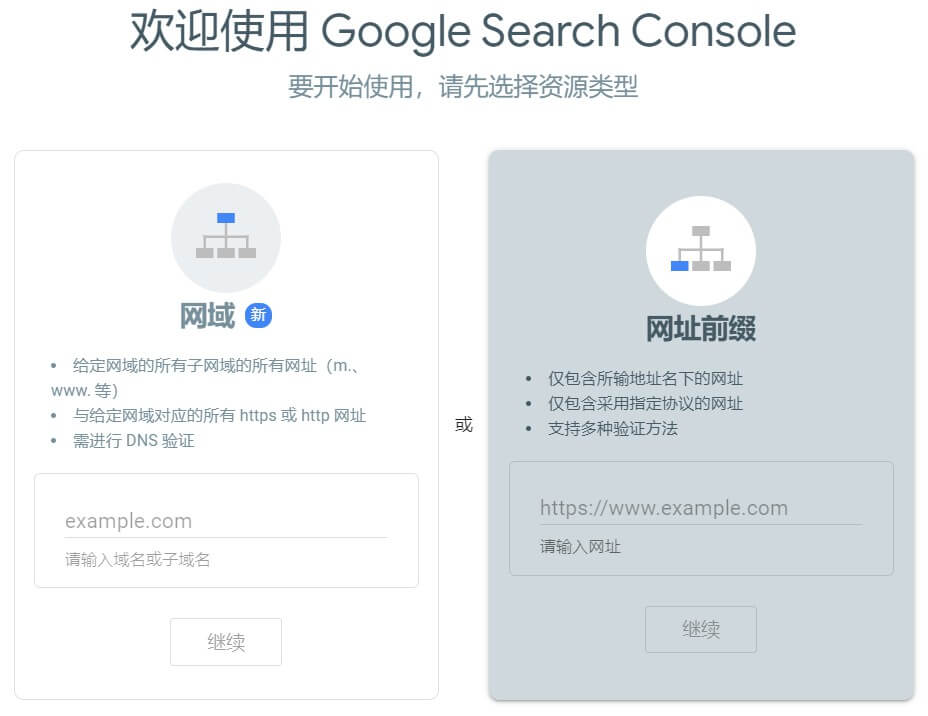 欢迎使用 Google Search Console
要开始使用，请先选择资源类型
网域 新
• 给定网域的所有子网域的所有网址（m.、
www. 等）
• 与给定网域对应的所有 https 或 http 网址
• 需进行 DNS 验证
example.com
请输入域名或子域名
继续
或
网址前缀
• 仅包含所输地址名下的网址
• 仅包含采用指定协议的网址
• 支持多种验证方法
https://www.example.com
请输入网址
继续